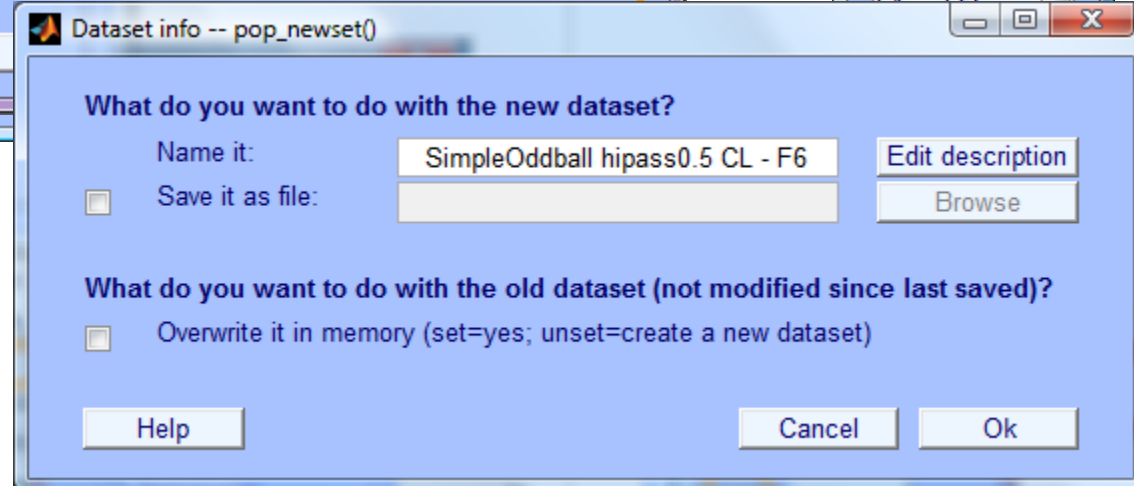 Dataset info -- pop_newset()
What do you want to do with the new dataset?
Name it: SimpleOddball hipass0.5 CL - F6 Edit description
Save it as file: Browse
What do you want to do with the old dataset (not modified since last saved)?
Overwrite it in memory (set=yes; unset=create a new dataset)
Help Cancel Ok